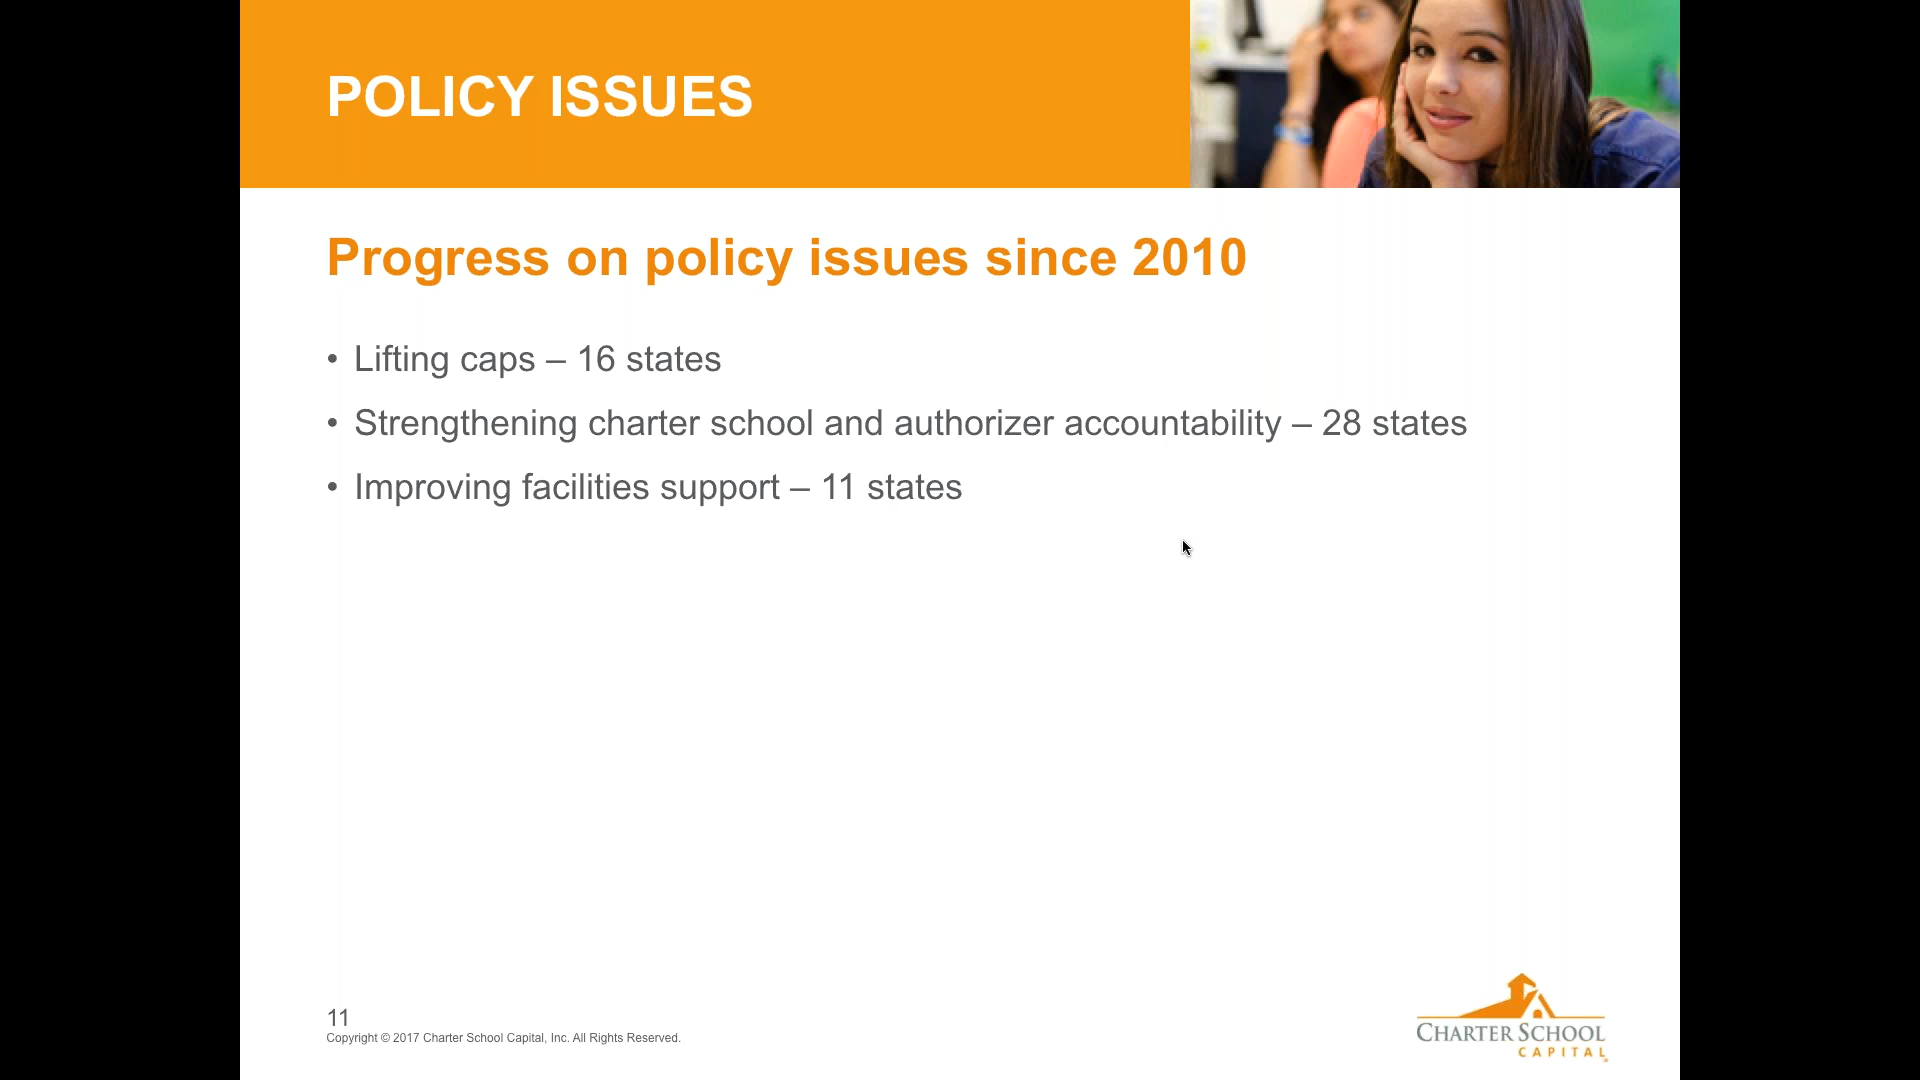 POLICY ISSUES
Progress on policy issues since 2010
• Lifting caps – 16 states
• Strengthening charter school and authorizer accountability – 28 states
• Improving facilities support – 11 states
11
Copyright © 2017 Charter School Capital, Inc. All Rights Reserved.
CHARTER SCHOOL
CAPITAL